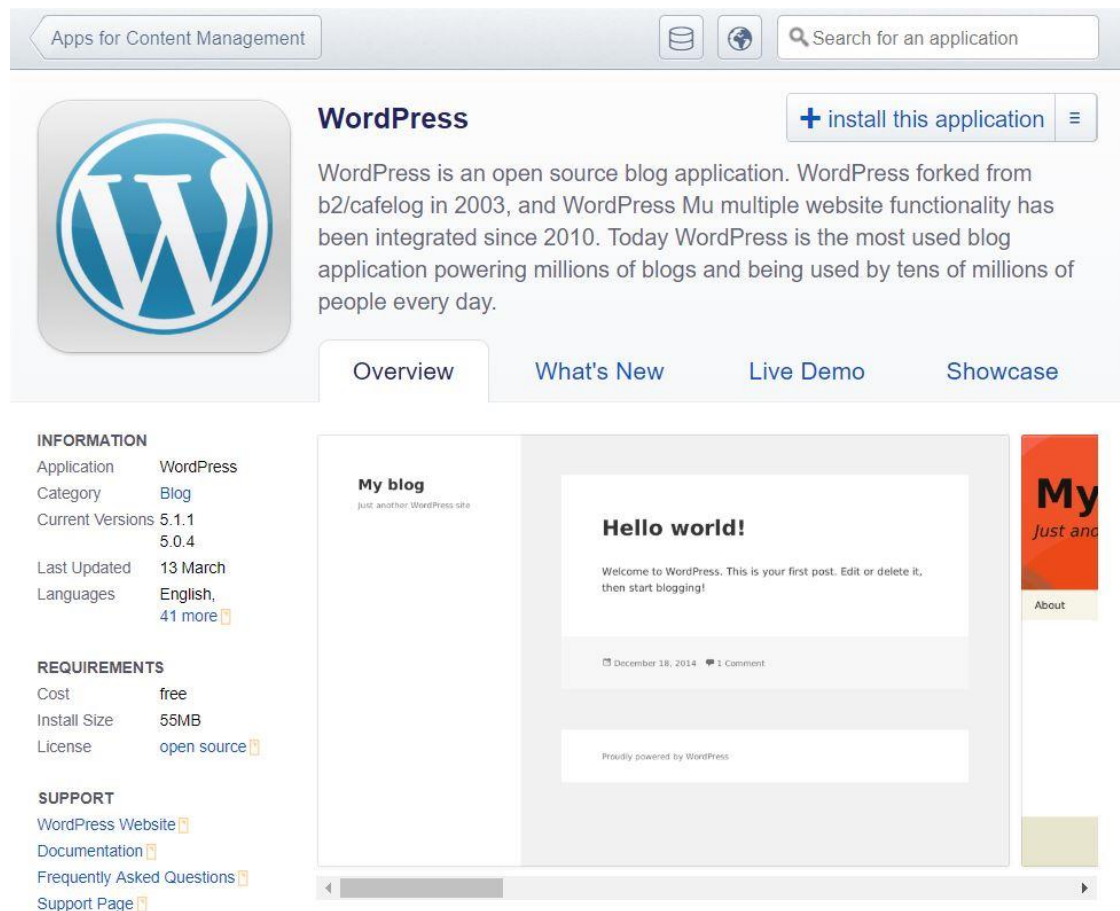 Apps for Content Management
Search for an application
WordPress
+ install this application
WordPress is an open source blog application. WordPress forked from
b2/cafelog in 2003, and WordPress Mu multiple website functionality has
been integrated since 2010. Today WordPress is the most used blog
application powering millions of blogs and being used by tens of millions of
people every day.
Overview
What's New
Live Demo
Showcase
INFORMATION
Application WordPress
Category Blog
Current Versions 5.1.1
5.0.4
Last Updated 13 March
Languages English,
41 more
REQUIREMENTS
Cost free
Install Size 55MB
License open source
SUPPORT
WordPress Website
Documentation
Frequently Asked Questions
Support Page
My blog
Just another WordPress site
Hello world!
Welcome to WordPress. This is your first post. Edit or delete it,
then start blogging!
December 18, 2014 1 Comment
Proudly powered by WordPress
My
Just ano
About